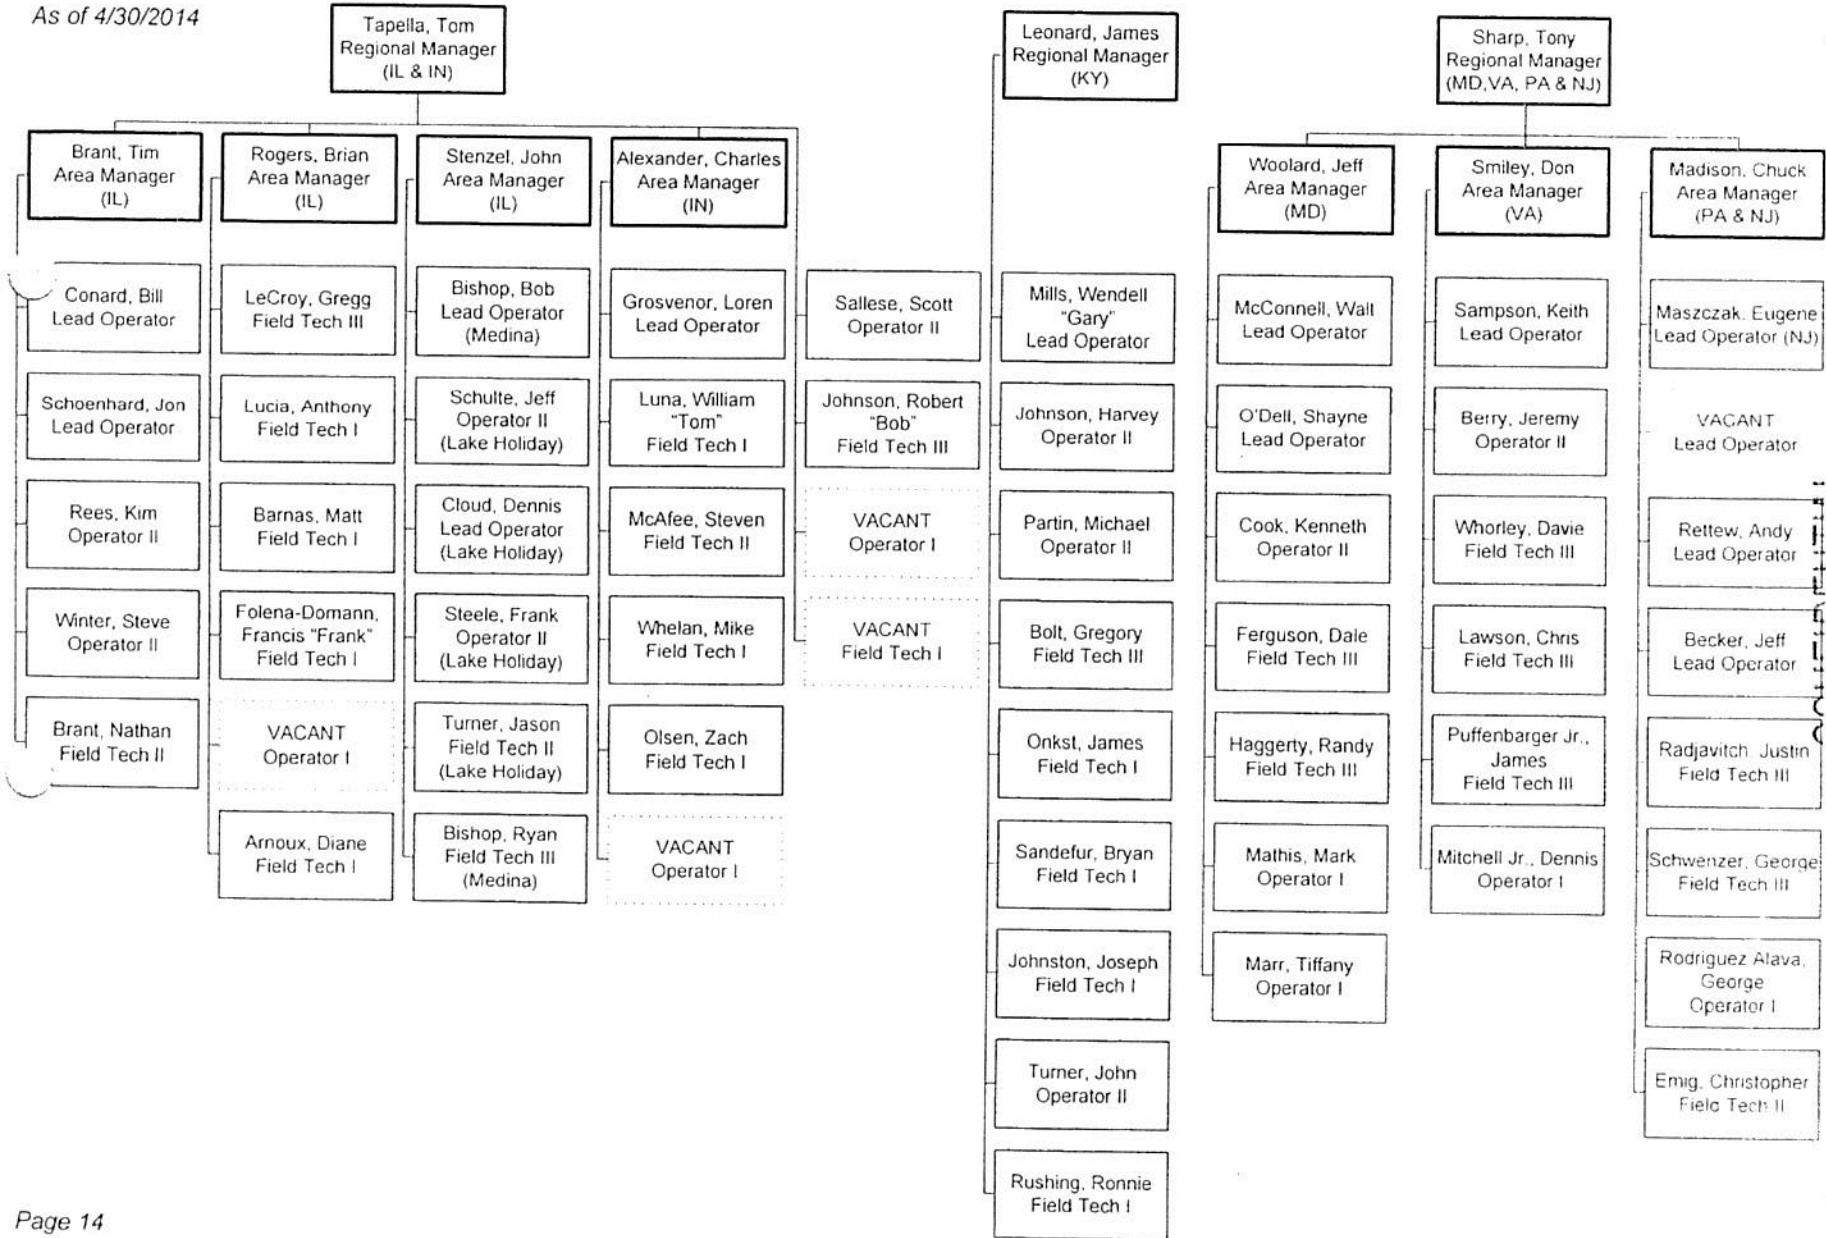 As of 4/30/2014
Tapella, Tom
Regional Manager
(IL & IN)
Leonard, James
Regional Manager
(KY)
Sharp, Tony
Regional Manager
(MD,VA, PA & NJ)
Brant, Tim
Area Manager
(IL)
Rogers, Brian
Area Manager
(IL)
Stenzel, John
Area Manager
(IL)
Alexander, Charles
Area Manager
(IN)
Woolard, Jeff
Area Manager
(MD)
Smiley, Don
Area Manager
(VA)
Madison, Chuck
Area Manager
(PA & NJ)
Conard, Bill
Lead Operator
Schoenhard, Jon
Lead Operator
Rees, Kim
Operator II
Winter, Steve
Operator II
Brant, Nathan
Field Tech II
LeCroy, Gregg
Field Tech III
Lucia, Anthony
Field Tech I
Barnas, Matt
Field Tech I
Folena-Domann,
Francis "Frank"
Field Tech I
VACANT
Operator I
Arnoux, Diane
Field Tech I
Bishop, Bob
Lead Operator
(Medina)
Schulte, Jeff
Operator II
(Lake Holiday)
Cloud, Dennis
Lead Operator
(Lake Holiday)
Steele, Frank
Operator II
(Lake Holiday)
Turner, Jason
Field Tech II
(Lake Holiday)
Bishop, Ryan
Field Tech III
(Medina)
Grosvenor, Loren
Lead Operator
Luna, William
"Tom"
Field Tech I
McAfee, Steven
Field Tech II
Whelan, Mike
Field Tech I
Olsen, Zach
Field Tech I
VACANT
Operator I
Sallese, Scott
Operator II
Johnson, Robert
"Bob"
Field Tech III
VACANT
Operator I
VACANT
Field Tech I
Mills, Wendell
"Gary"
Lead Operator
Johnson, Harvey
Operator II
Partin, Michael
Operator II
Bolt, Gregory
Field Tech III
Onkst, James
Field Tech I
Sandefur, Bryan
Field Tech I
Johnston, Joseph
Field Tech I
Turner, John
Operator II
Rushing, Ronnie
Field Tech I
McConnell, Walt
Lead Operator
O'Dell, Shayne
Lead Operator
Cook, Kenneth
Operator II
Ferguson, Dale
Field Tech III
Haggerty, Randy
Field Tech III
Mathis, Mark
Operator I
Marr, Tiffany
Operator I
Sampson, Keith
Lead Operator
Berry, Jeremy
Operator II
Whorley, Davie
Field Tech III
Lawson, Chris
Field Tech III
Puffenbarger Jr.,
James
Field Tech III
Mitchell Jr., Dennis
Operator I
Maszczak, Eugene
Lead Operator (NJ)
VACANT
Lead Operator
Rettew, Andy
Lead Operator
Becker, Jeff
Lead Operator
Radjavitch, Justin
Field Tech III
Schwenzer, George
Field Tech III
Rodriguez Alava,
George
Operator I
Emig, Christopher
Field Tech II
Page 14